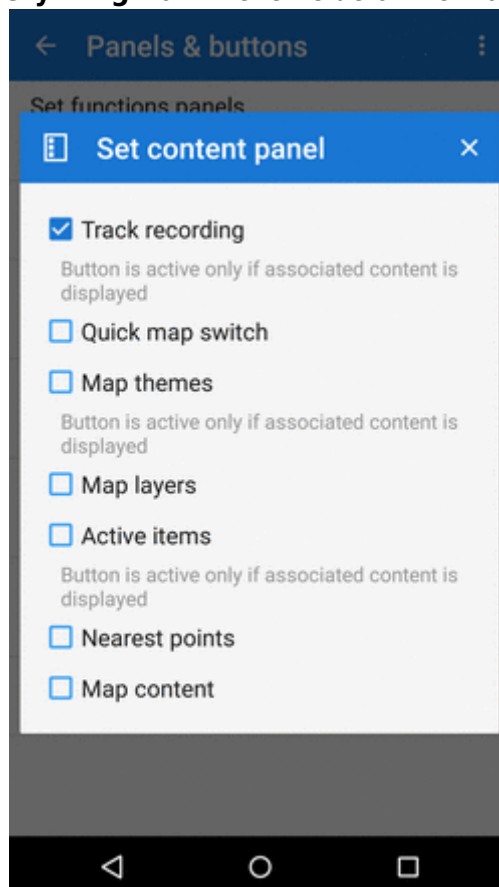 Panels & buttons
Set functions panels
Set content panel
Track recording
Button is active only if associated content is
displayed
Quick map switch
Map themes
Button is active only if associated content is
displayed
Map layers
Active items
Button is active only if associated content is
displayed
Nearest points
Map content